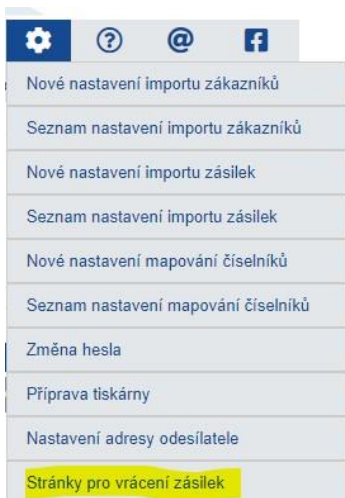 Nové nastavení importu zákazníků
Seznam nastavení importu zákazníků
Nové nastavení importu zásilek
Seznam nastavení importu zásilek
Nové nastavení mapování číselníků
Seznam nastavení mapování číselníků
Změna hesla
Příprava tiskárny
Nastavení adresy odesílatele
Stránky pro vrácení zásilek